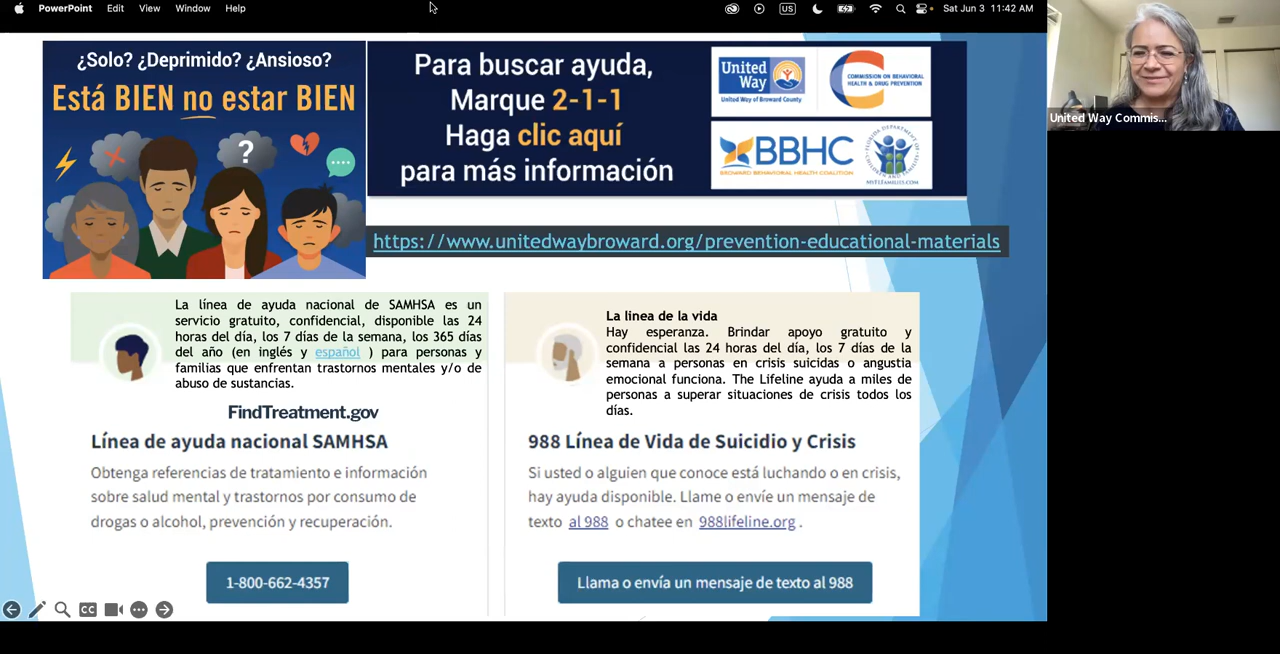 PowerPoint Edit View Window Help
US Sat Jun 3 11:42 AM
¿Solo? ¿Deprimido? ¿Ansioso?
Está BIEN no estar BIEN
?
Para buscar ayuda,
Marque 2-1-1
Haga clic aquí
para más información
United
Way
United Way of Broward County
COMMISSION ON BEHAVIORAL
HEALTH & DRUG PREVENTION
BBHC
BROWARD BEHAVIORAL HEALTH COALITION
MYFLFAMILIES.COM
United Way Commis...
https://www.unitedwaybroward.org/prevention-educational-materials
La línea de ayuda nacional de SAMHSA es un
servicio gratuito, confidencial, disponible las 24
horas del día, los 7 días de la semana, los 365 días
del año (en inglés y español ) para personas y
familias que enfrentan trastornos mentales y/o de
abuso de sustancias.
FindTreatment.gov
Línea de ayuda nacional SAMHSA
Obtenga referencias de tratamiento e información
sobre salud mental y trastornos por consumo de
drogas o alcohol, prevención y recuperación.
1-800-662-4357
La linea de la vida
Hay esperanza. Brindar apoyo gratuito y
confidencial las 24 horas del día, los 7 días de la
semana a personas en crisis suicidas o angustia
emocional funciona. The Lifeline ayuda a miles de
personas a superar situaciones de crisis todos los
días.
988 Línea de Vida de Suicidio y Crisis
Si usted o alguien que conoce está luchando o en crisis,
hay ayuda disponible. Llame o envíe un mensaje de
texto al 988 o chatee en 988lifeline.org .
Llama o envía un mensaje de texto al 988
CC